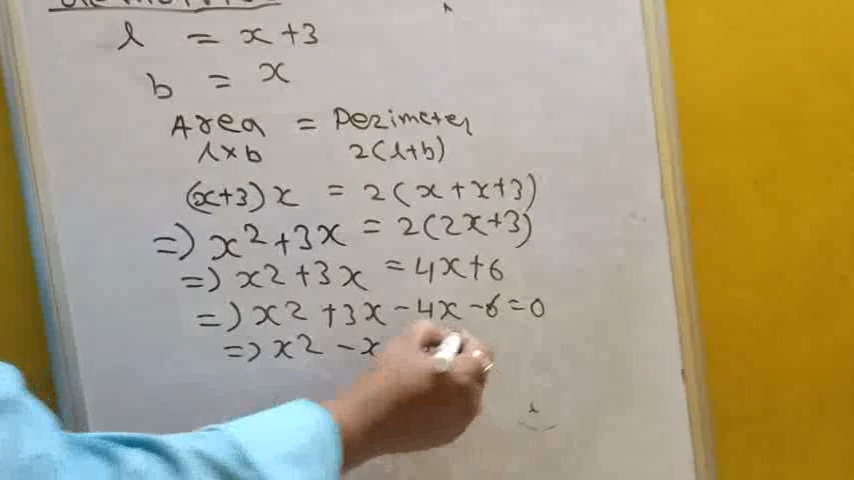 l = x+3
b = x
Area = Perimeter
l×b 2(l+b)
(x+3)x = 2(x+x+3)
=) x2+3x = 2(2x+3)
=) x2+3x = 4x+6
=) x2+3x-4x-6=0
=) x2-x